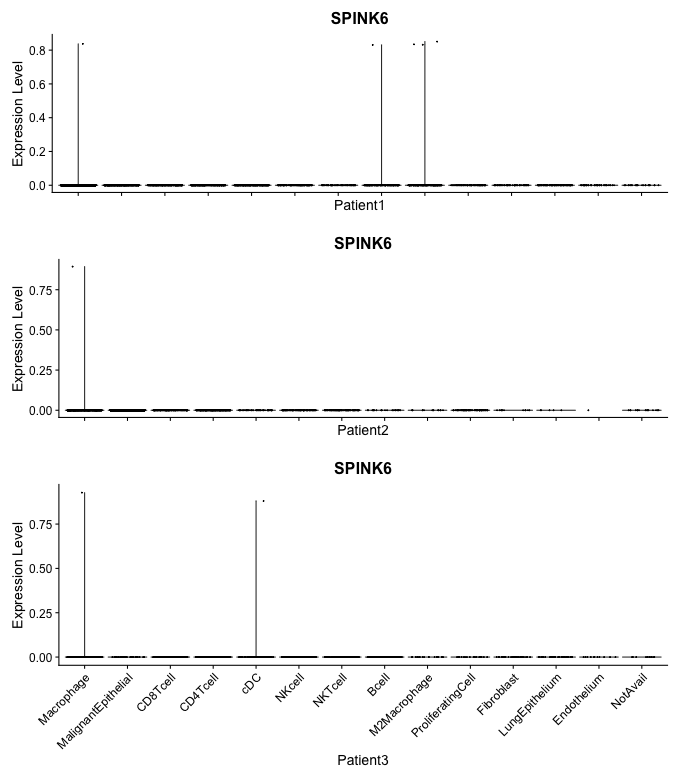 SPINK6
Expression Level
0.8
0.6
0.4
0.2
0.0
Patient1
SPINK6
Expression Level
0.75
0.50
0.25
0.00
Patient2
SPINK6
Expression Level
0.75
0.50
0.25
0.00
Macrophage
MalignantEpithelial
CD8Tcell
CD4Tcell
cDC
NKcell
NKTcell
Bcell
M2Macrophage
ProliferatingCell
Fibroblast
LungEpithelium
Endothelium
NotAvail
Patient3